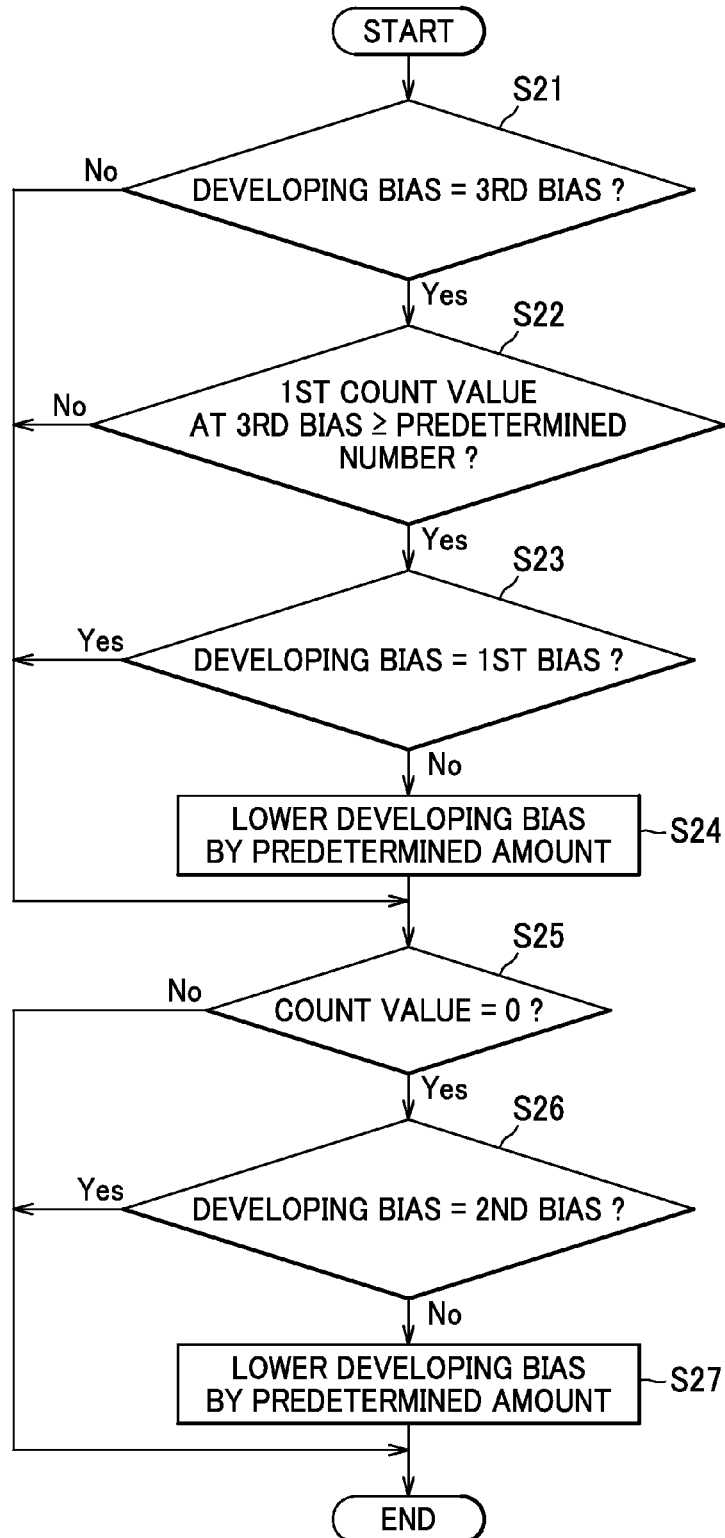 START
S21
No
DEVELOPING BIAS = 3RD BIAS ?
Yes
S22
1ST COUNT VALUE
No
AT 3RD BIAS ≥ PREDETERMINED
NUMBER ?
Yes
S23
Yes
DEVELOPING BIAS = 1ST BIAS ?
No
LOWER DEVELOPING BIAS
BY PREDETERMINED AMOUNT
S24
S25
No
COUNT VALUE = 0 ?
Yes
S26
Yes
DEVELOPING BIAS = 2ND BIAS ?
No
LOWER DEVELOPING BIAS
BY PREDETERMINED AMOUNT
S27
END